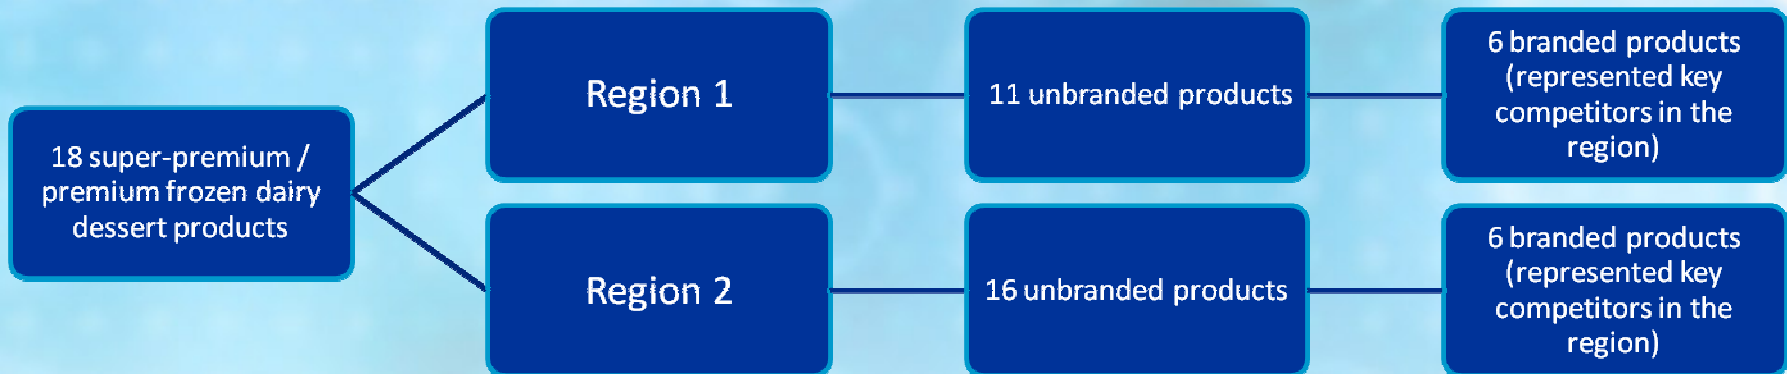 18 super-premium /
premium frozen dairy
dessert products
Region 1
11 unbranded products
6 branded products
(represented key
competitors in the
region)
Region 2
16 unbranded products
6 branded products
(represented key
competitors in the
region)